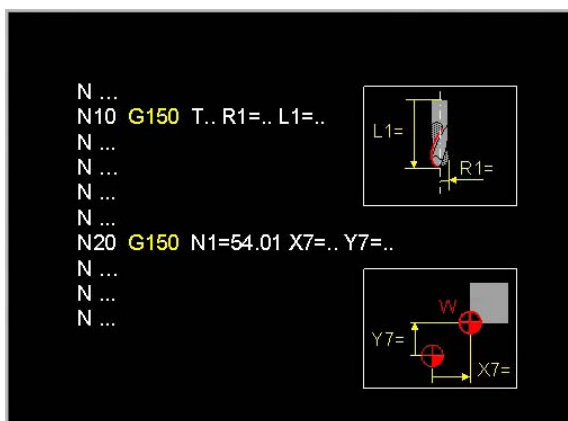 N ...
N10 G150 T.. R1=.. L1=..
N ...
N ...
N ...
N ...
N20 G150 N1=54.01 X7=.. Y7=..
N ...
N ...
N ...
L1=
R1=
W
Y7=
X7=